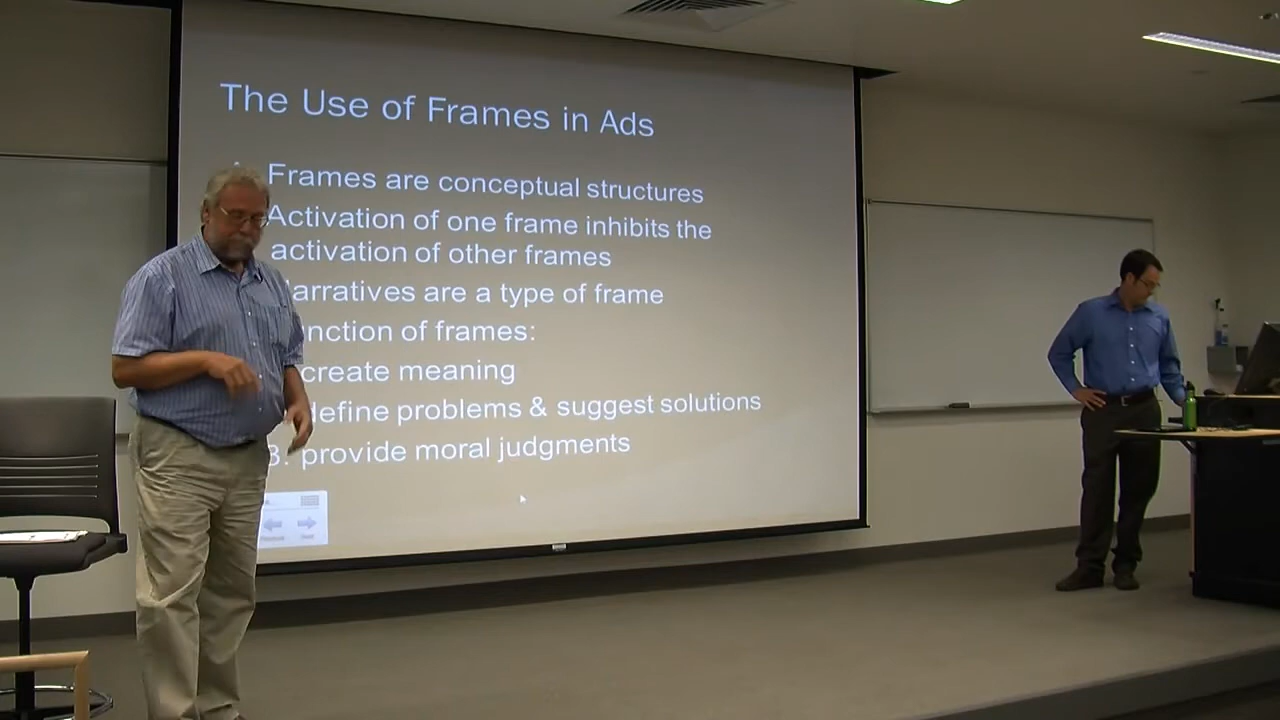 The Use of Frames in Ads
Frames are conceptual structures
Activation of one frame inhibits the
activation of other frames
arratives are a type of frame
nction of frames:
create meaning
define problems & suggest solutions
3. provide moral judgments